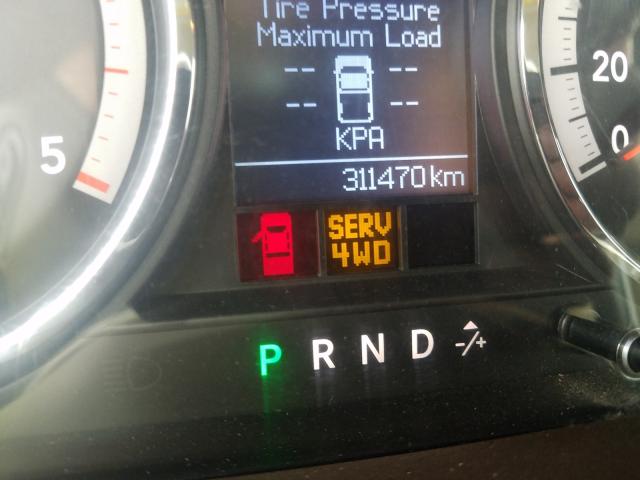 Tire Pressure
Maximum Load
-- --
-- --
KPA
311470 km
5
20
0
SERV
4WD
P R N D -/+